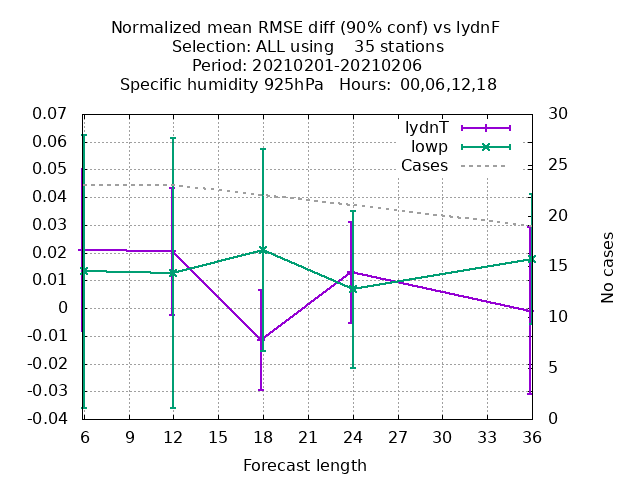 Normalized mean RMSE diff (90% conf) vs lydnF
Selection: ALL using    35 stations
Period: 20210201-20210206
Specific humidity 925hPa   Hours:  00,06,12,18
0.07
0.06
0.05
0.04
0.03
0.02
0.01
0
-0.01
-0.02
-0.03
-0.04
lydnT
lowp
Cases
30
25
20
15
10
5
0
No cases
6 9 12 15 18 21 24 27 30 33 36
Forecast length